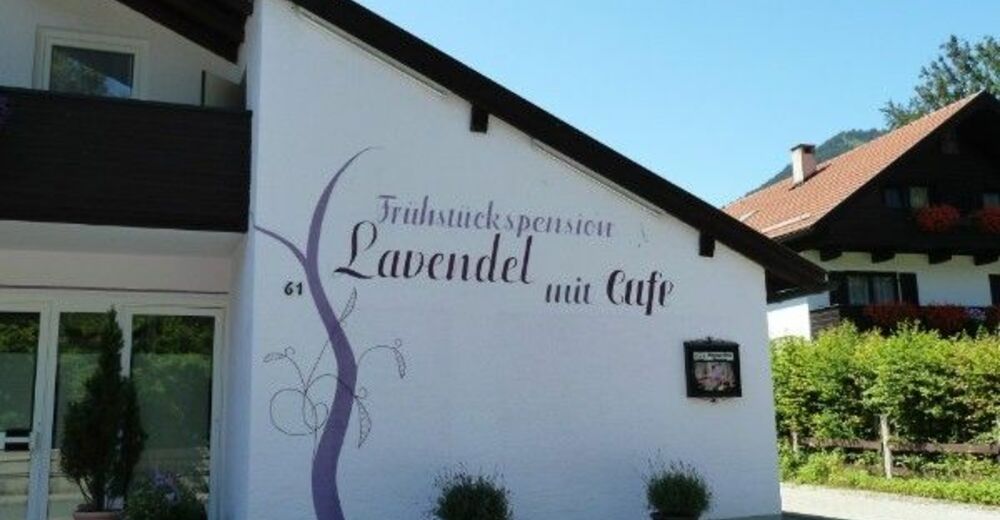 Frühstückspension
Lavendel mit Cafe
61